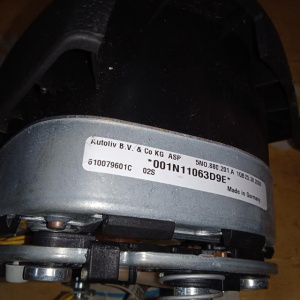 Autoliv B.V. & Co KG ASP 5N0.880.201.A
*001N11063D9E*
610079601C 02S Made in Germany